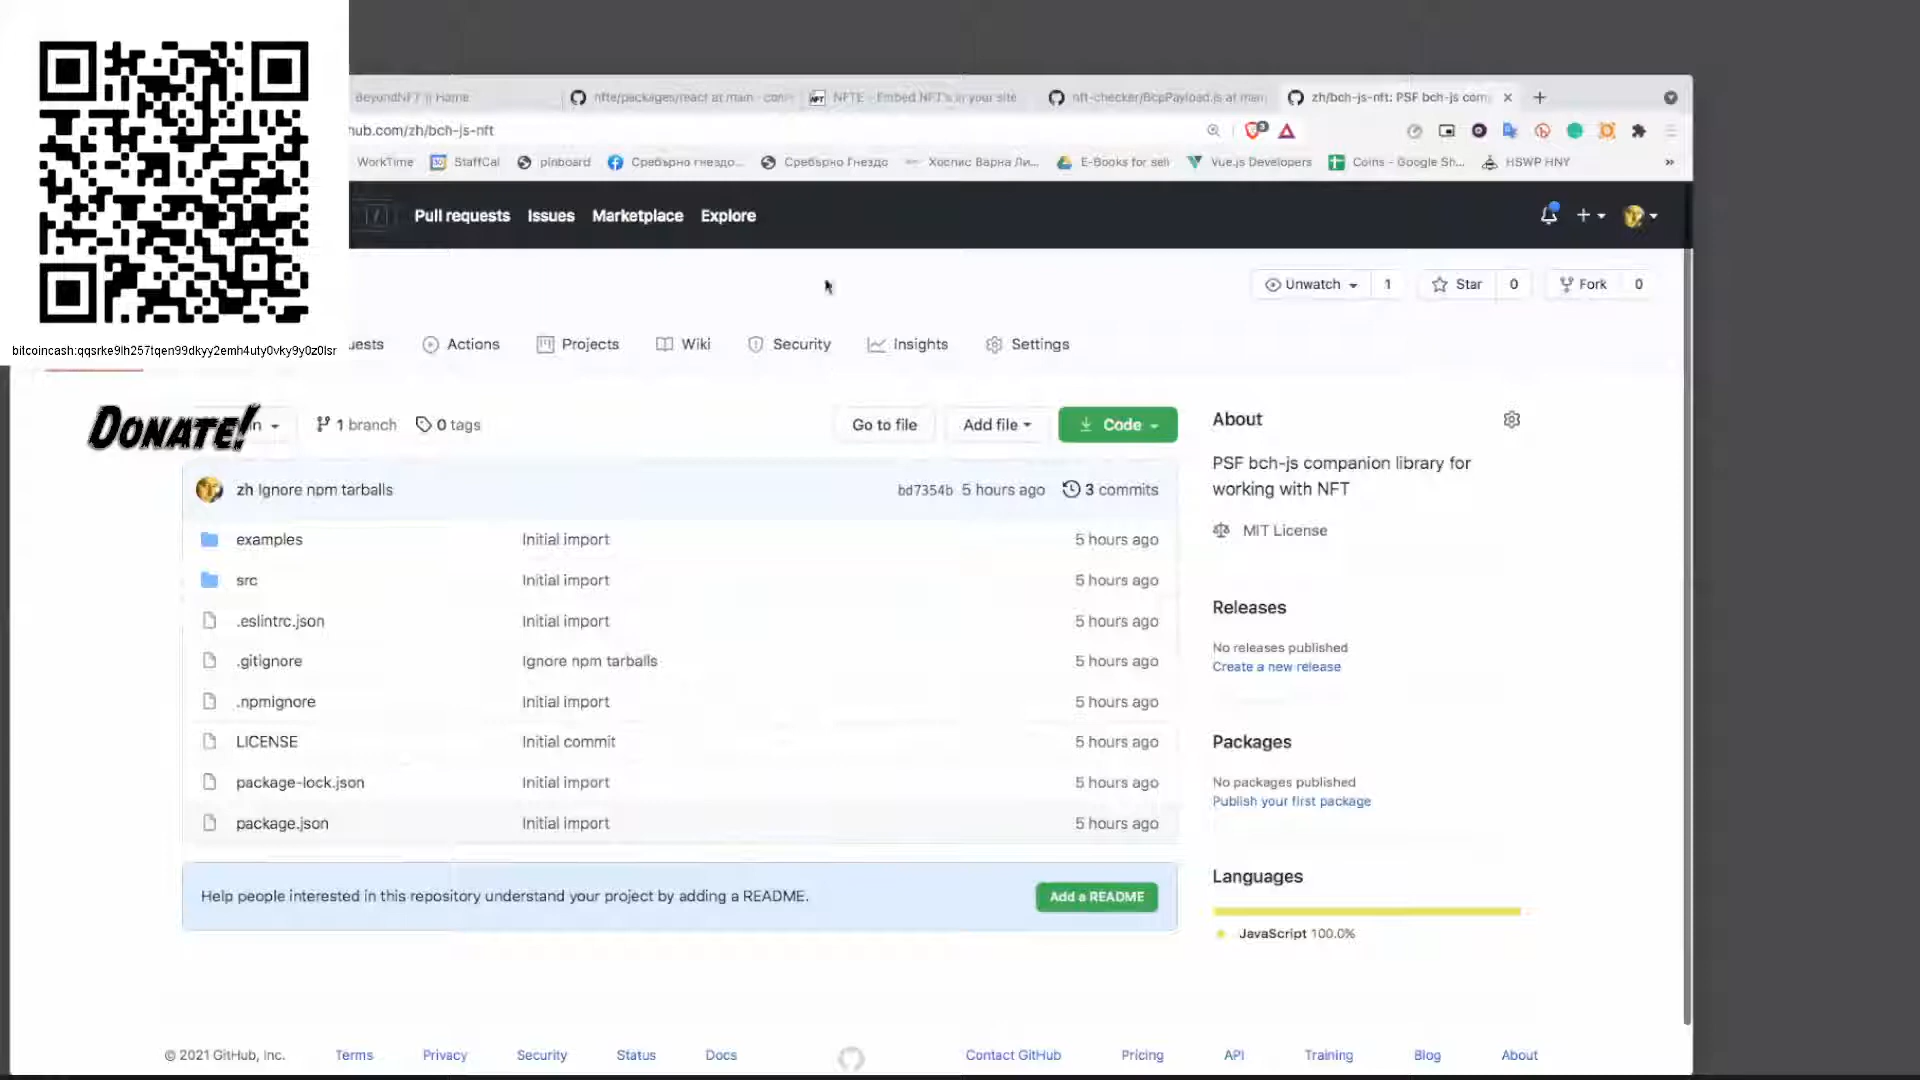 BeyondNFT || Home
nfte/packages/react at main · con
NFTE - Embed NFT's in your site
nft-checker/BcpPayload.js at main
zh/bch-js-nft: PSF bch-js com
hub.com/zh/bch-js-nft
WorkTime
StaffCal
pinboard
Сребърно гнездо...
Сребърно Гнездо
Хоспис Варна Ли...
E-Books for sell
Vue.js Developers
Coins - Google Sh...
HSWP HNY
»
/
Pull requests
Issues
Marketplace
Explore
Unwatch
1
Star
0
Fork
0
bitcoincash:qqsrke9lh257tqen99dkyy2emh4uty0vky9y0z0lsr
uests
Actions
Projects
Wiki
Security
Insights
Settings
DONATE!
n
1 branch
0 tags
Go to file
Add file
Code
About
PSF bch-js companion library for
working with NFT
MIT License
zh Ignore npm tarballs
bd7354b 5 hours ago
3 commits
examples
Initial import
5 hours ago
src
Initial import
5 hours ago
.eslintrc.json
Initial import
5 hours ago
.gitignore
Ignore npm tarballs
5 hours ago
.npmignore
Initial import
5 hours ago
LICENSE
Initial commit
5 hours ago
package-lock.json
Initial import
5 hours ago
package.json
Initial import
5 hours ago
Releases
No releases published
Create a new release
Packages
No packages published
Publish your first package
Languages
JavaScript 100.0%
Help people interested in this repository understand your project by adding a README.
Add a README
© 2021 GitHub, Inc.
Terms
Privacy
Security
Status
Docs
Contact GitHub
Pricing
API
Training
Blog
About